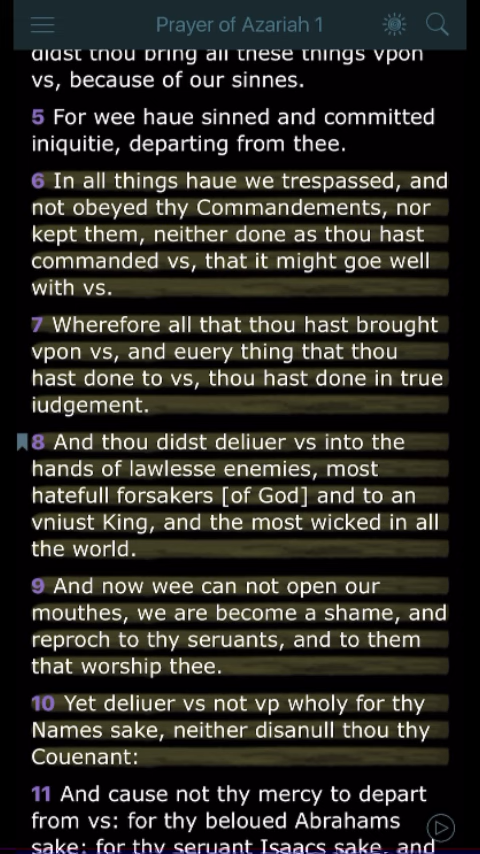 Prayer of Azariah 1
didst thou bring all these things vpon
vs, because of our sinnes.
5 For wee haue sinned and committed
iniquitie, departing from thee.
6 In all things haue we trespassed, and
not obeyed thy Commandements, nor
kept them, neither done as thou hast
commanded vs, that it might goe well
with vs.
7 Wherefore all that thou hast brought
vpon vs, and euery thing that thou
hast done to vs, thou hast done in true
iudgement.
8 And thou didst deliuer vs into the
hands of lawlesse enemies, most
hatefull forsakers [of God] and to an
vniust King, and the most wicked in all
the world.
9 And now wee can not open our
mouthes, we are become a shame, and
reproch to thy seruants, and to them
that worship thee.
10 Yet deliuer vs not vp wholy for thy
Names sake, neither disanull thou thy
Couenant:
11 And cause not thy mercy to depart
from vs: for thy beloued Abrahams
sake: for thy seruant Isaacs sake, and